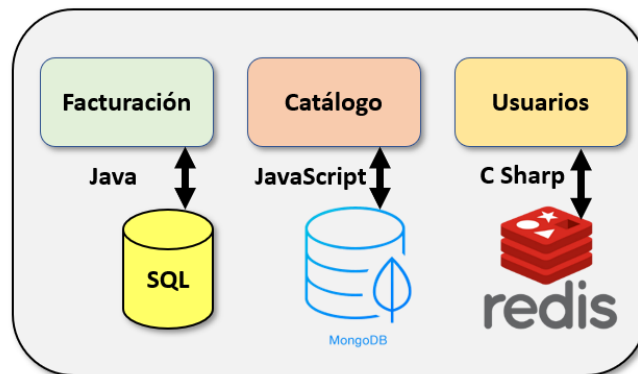 Facturación
Catálogo
Usuarios
Java
JavaScript
C Sharp
SQL
MongoDB
redis